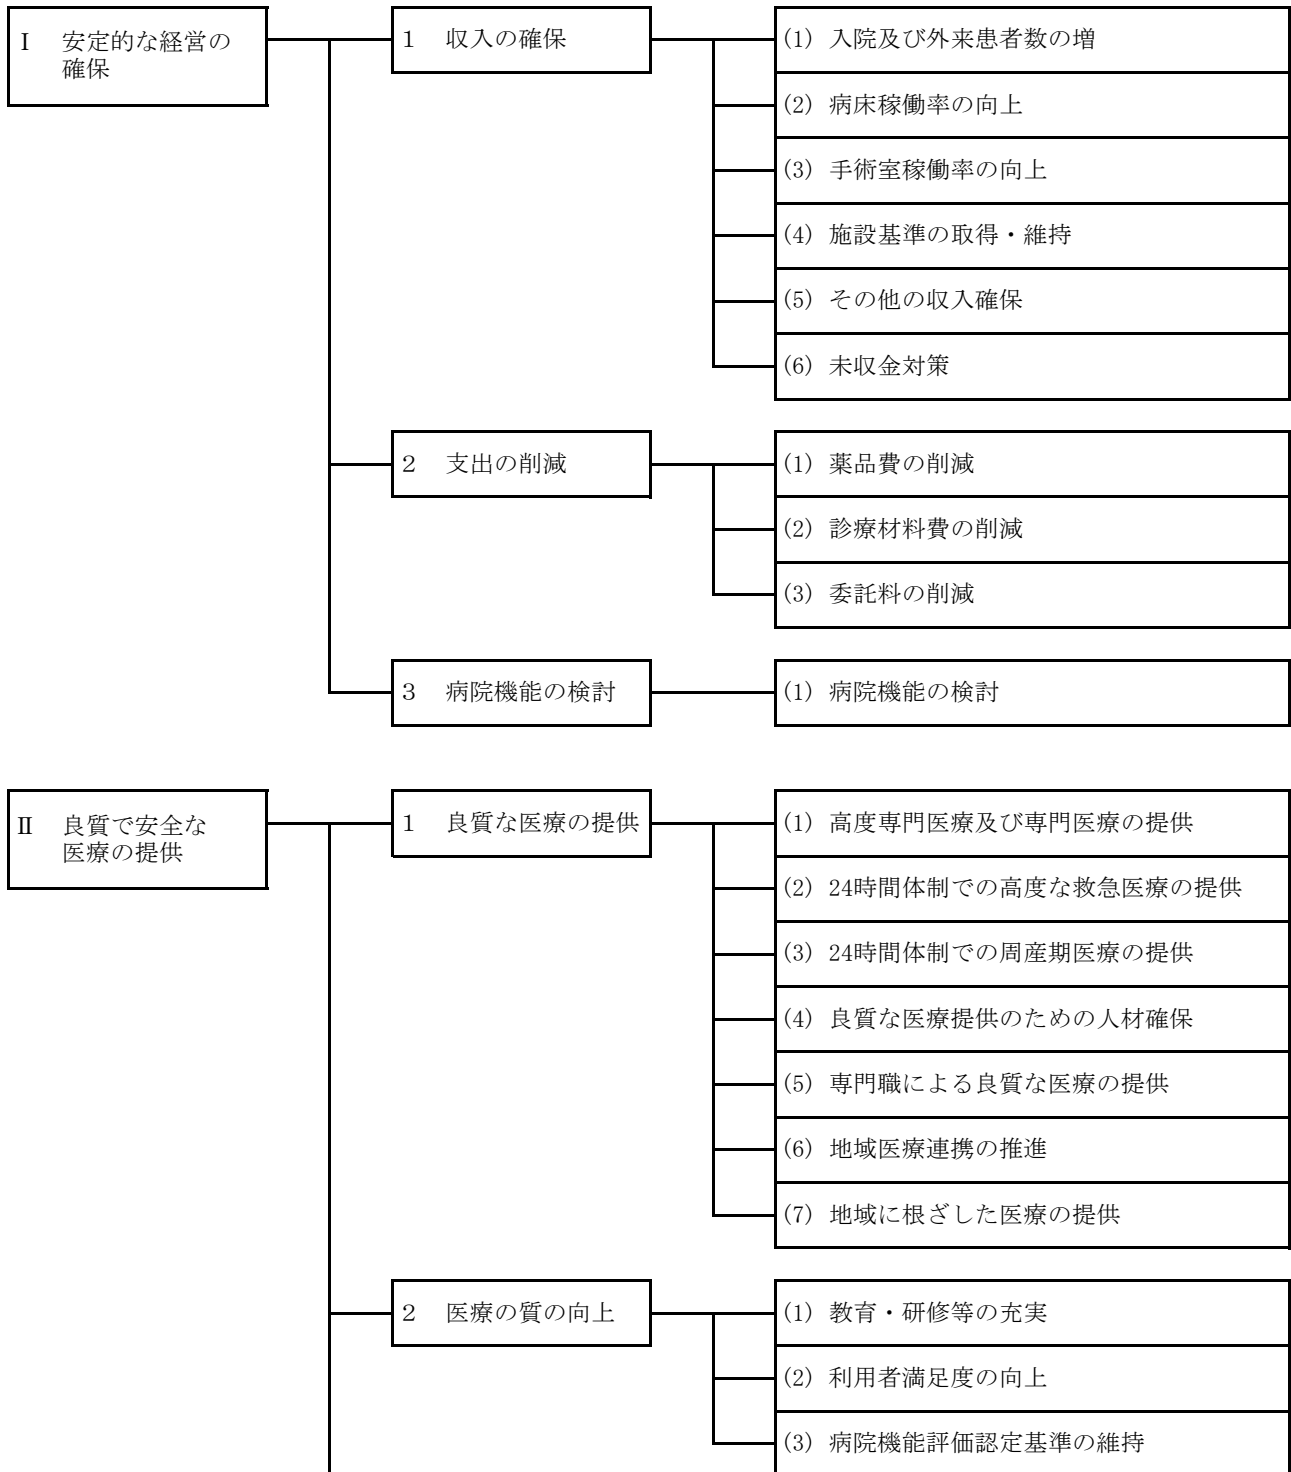 Ⅰ 安定的な経営の
確保
1 収入の確保
(1) 入院及び外来患者数の増
(2) 病床稼働率の向上
(3) 手術室稼働率の向上
(4) 施設基準の取得・維持
(5) その他の収入確保
(6) 未収金対策
2 支出の削減
(1) 薬品費の削減
(2) 診療材料費の削減
(3) 委託料の削減
3 病院機能の検討
(1) 病院機能の検討
Ⅱ 良質で安全な
医療の提供
1 良質な医療の提供
(1) 高度専門医療及び専門医療の提供
(2) 24時間体制での高度な救急医療の提供
(3) 24時間体制での周産期医療の提供
(4) 良質な医療提供のための人材確保
(5) 専門職による良質な医療の提供
(6) 地域医療連携の推進
(7) 地域に根ざした医療の提供
2 医療の質の向上
(1) 教育・研修等の充実
(2) 利用者満足度の向上
(3) 病院機能評価認定基準の維持